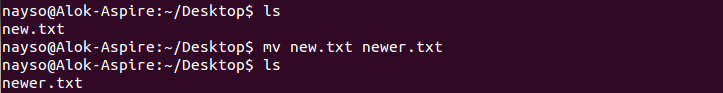 nayso@Alok-Aspire:~/Desktop$ ls
new.txt
nayso@Alok-Aspire:~/Desktop$ mv new.txt newer.txt
nayso@Alok-Aspire:~/Desktop$ ls
newer.txt